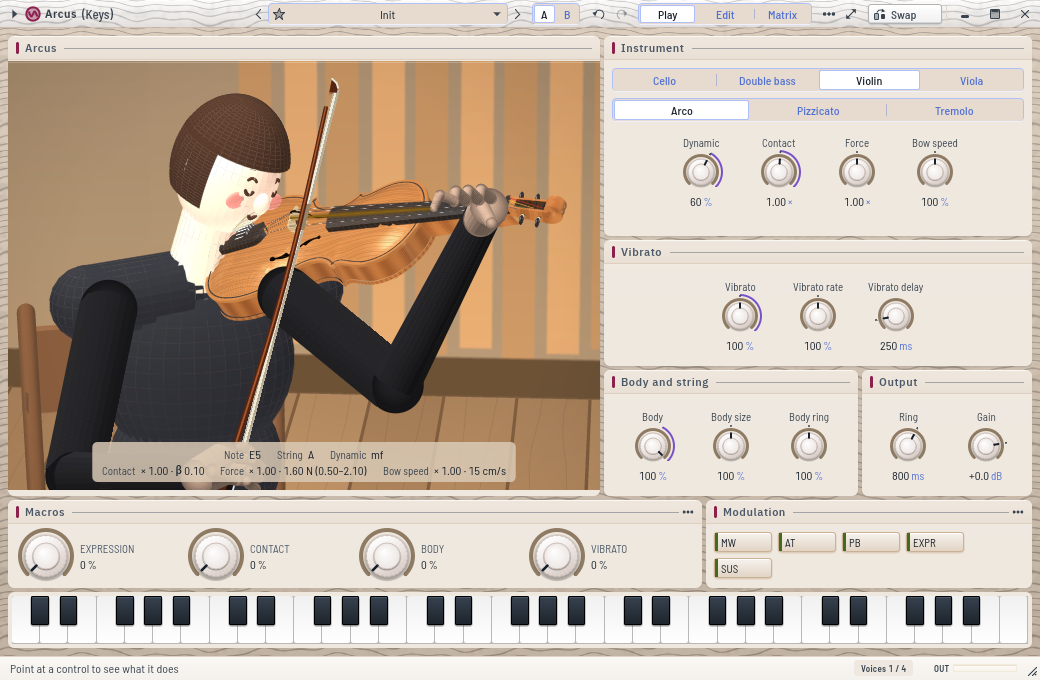 Arcus (Keys)
Init
A B
Play Edit Matrix
Swap
Arcus
Note E5 String A Dynamic mf
Contact × 1.00 · β 0.10 Force × 1.00 · 1.60 N (0.50–2.10) Bow speed × 1.00 · 15 cm/s
Instrument
Cello Double bass Violin Viola
Arco Pizzicato Tremolo
Dynamic Contact Force Bow speed
60 % 1.00 × 1.00 × 100 %
Vibrato
Vibrato Vibrato rate Vibrato delay
100 % 100 % 250 ms
Body and string
Body Body size Body ring
100 % 100 % 100 %
Output
Ring Gain
800 ms +0.0 dB
Macros
EXPRESSION
0 %
CONTACT
0 %
BODY
0 %
VIBRATO
0 %
Modulation
MW AT PB EXPR
SUS
Point at a control to see what it does
Voices 1 / 4
OUT